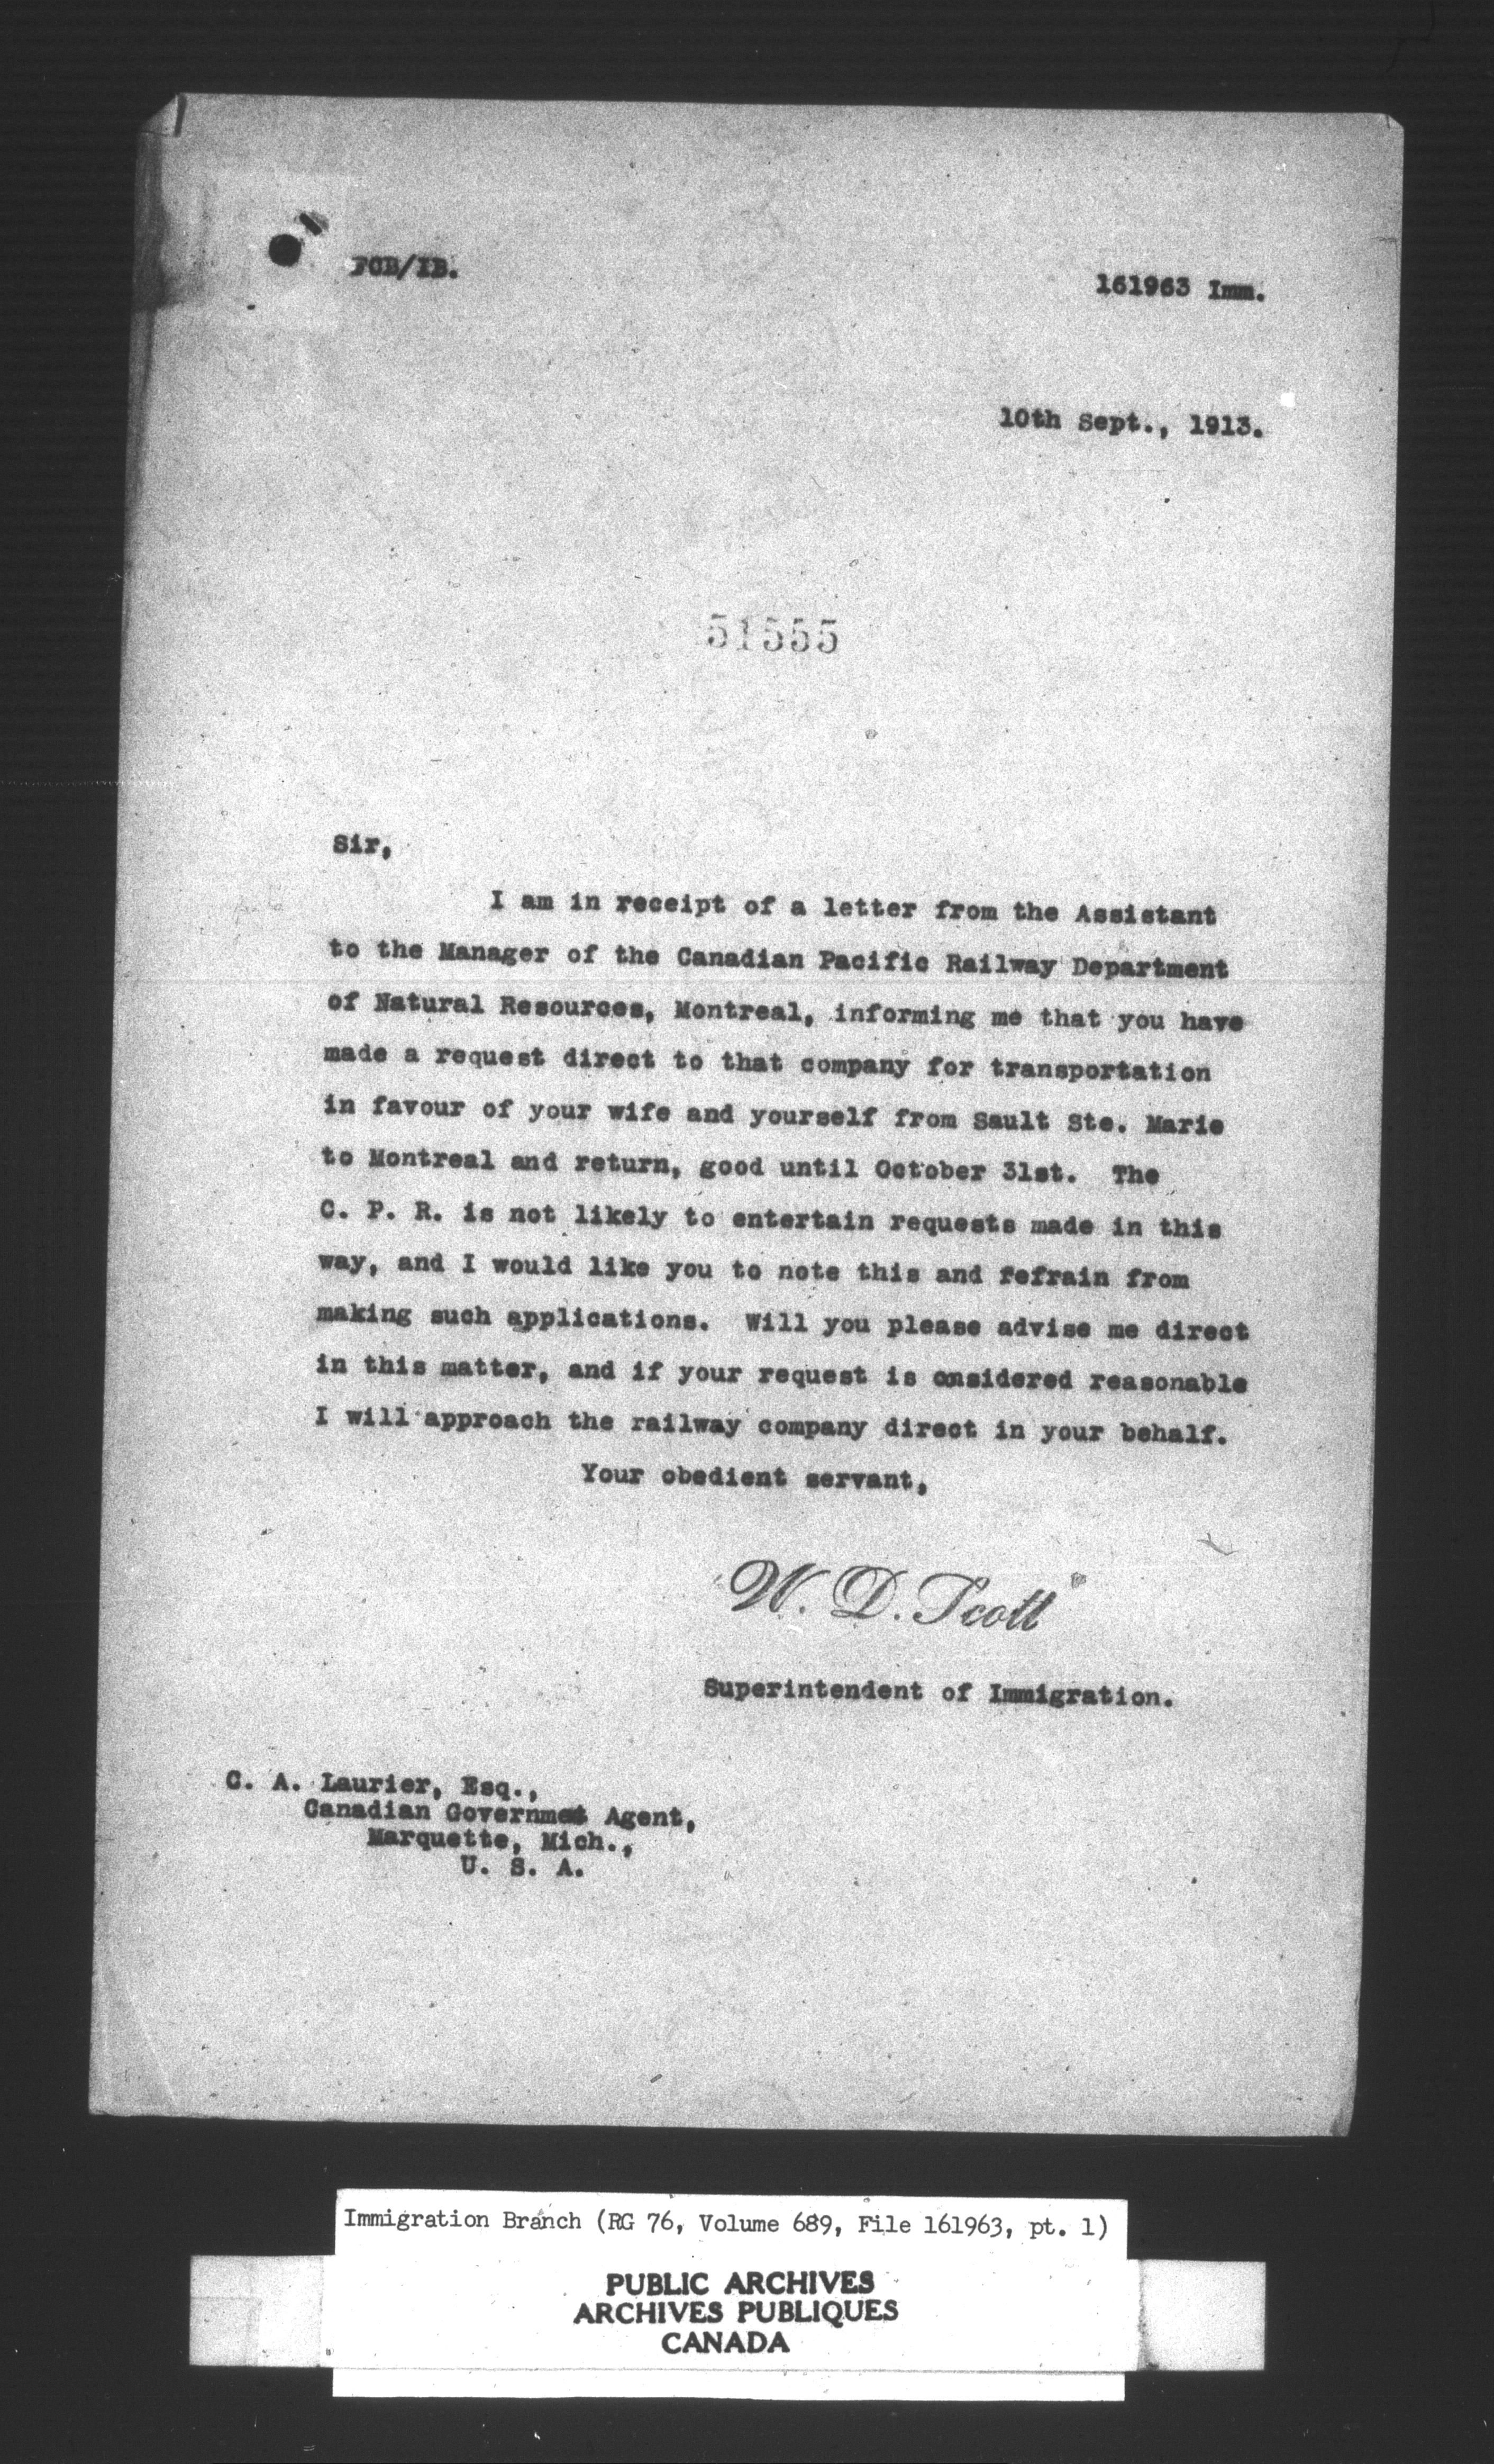 FCB/IB.
161963 Imm.
10th Sept., 1913.
51555
Sir,
I am in receipt of a letter from the Assistant
to the Manager of the Canadian Pacific Railway Department
of Natural Resources, Montreal, informing me that you have
made a request direct to that company for transportation
in favour of your wife and yourself from Sault Ste. Marie
to Montreal and return, good until October 31st. The
C. P. R. is not likely to entertain requests made in this
way, and I would like you to note this and refrain from
making such applications. Will you please advise me direct
in this matter, and if your request is onsidered reasonable
I will approach the railway company direct in your behalf.
Your obedient servant,
W. D. Scott
Superintendent of Immigration.
C. A. Laurier, Esq.,
Canadian Governmet Agent,
Marquette, Mich.,
U. S. A.
Immigration Branch (RG 76, Volume 689, File 161963, pt. 1)
PUBLIC ARCHIVES
ARCHIVES PUBLIQUES
CANADA